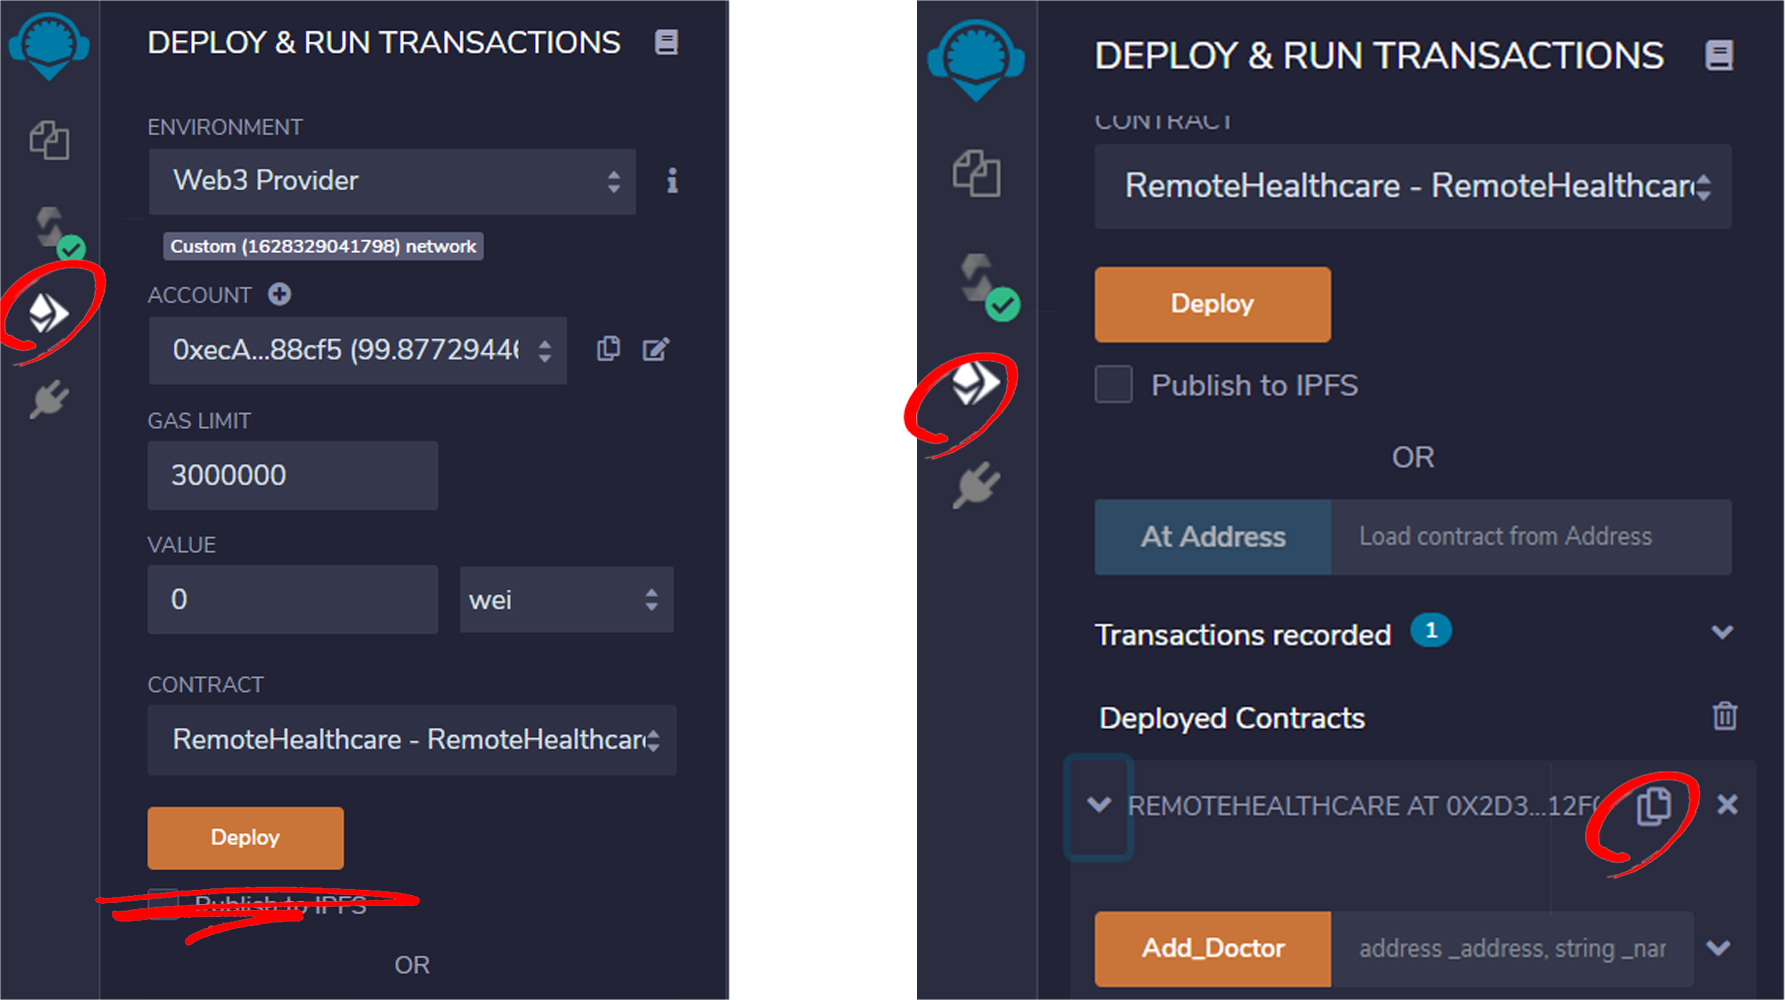 DEPLOY & RUN TRANSACTIONS
ENVIRONMENT
Web3 Provider
Custom (1628329041798) network
ACCOUNT
0xecA...88cf5 (99.87729446
GAS LIMIT
3000000
VALUE
0
wei
CONTRACT
RemoteHealthcare - RemoteHealthcare
Deploy
Publish to IPFS
OR
DEPLOY & RUN TRANSACTIONS
CONTRACT
RemoteHealthcare - RemoteHealthcare
Deploy
Publish to IPFS
OR
At Address
Load contract from Address
Transactions recorded 1
Deployed Contracts
REMOTEHEALTHCARE AT 0X2D3...12F
Add_Doctor
address _address, string _nar